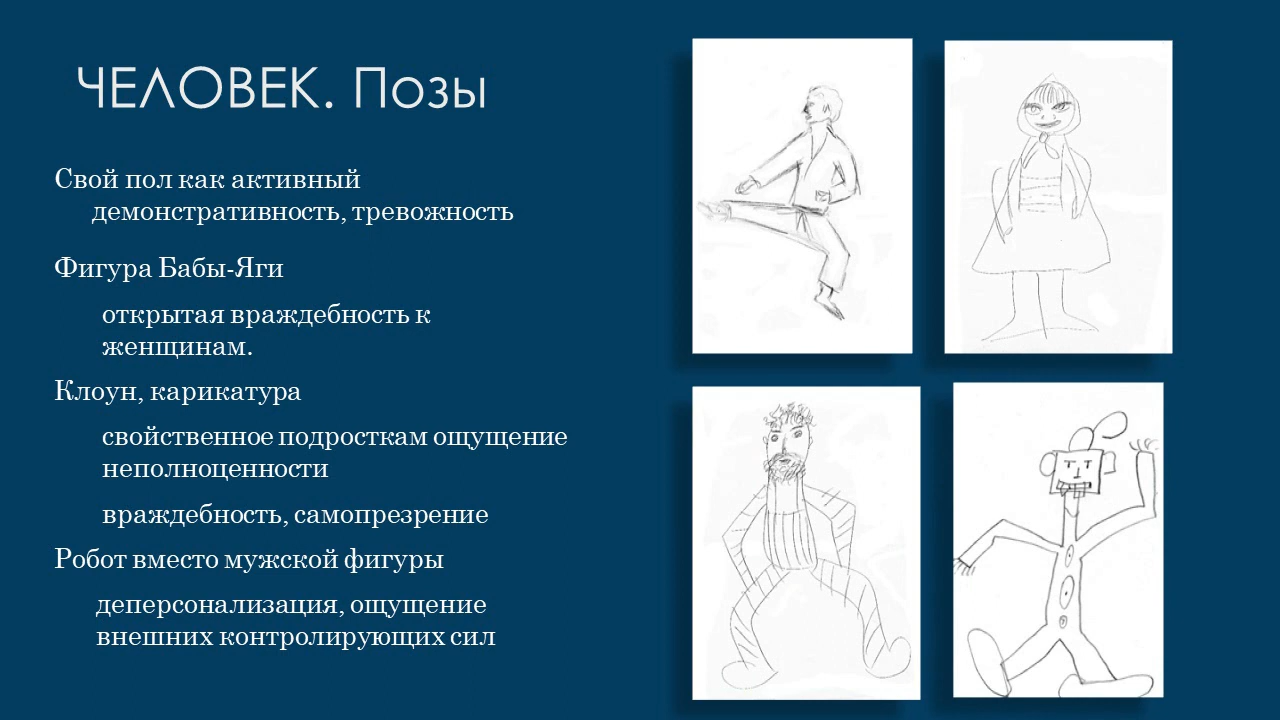 ЧЕЛОВЕК. Позы
Свой пол как активный
демонстративность, тревожность
Фигура Бабы-Яги
открытая враждебность к
женщинам.
Клоун, карикатура
свойственное подросткам ощущение
неполноценности
враждебность, самопрезрение
Робот вместо мужской фигуры
деперсонализация, ощущение
внешних контролирующих сил